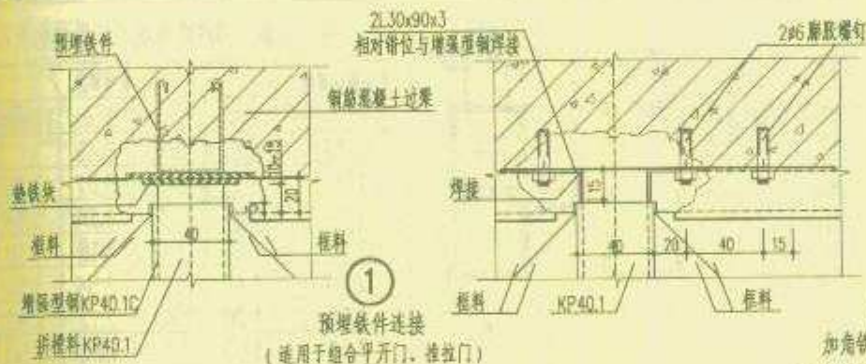 预埋铁件
钢筋混凝土过梁
垫铁块
框料
框料
增强型钢KP40.1C
拼樘料KP40.1
40
20
①
预埋铁件连接
(适用于组合平开门、推拉门)
2L30x90x3
相对错位与增强型钢焊接
2ø6膨胀螺钉
焊接
15
40
20
40
15
框料
KP40.1
框料